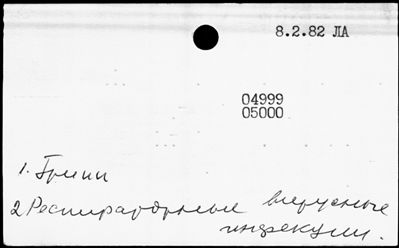 8.2.82 ЛА
04999
05000
1. Грипп
2 Респираторные вирусные
инфекции.